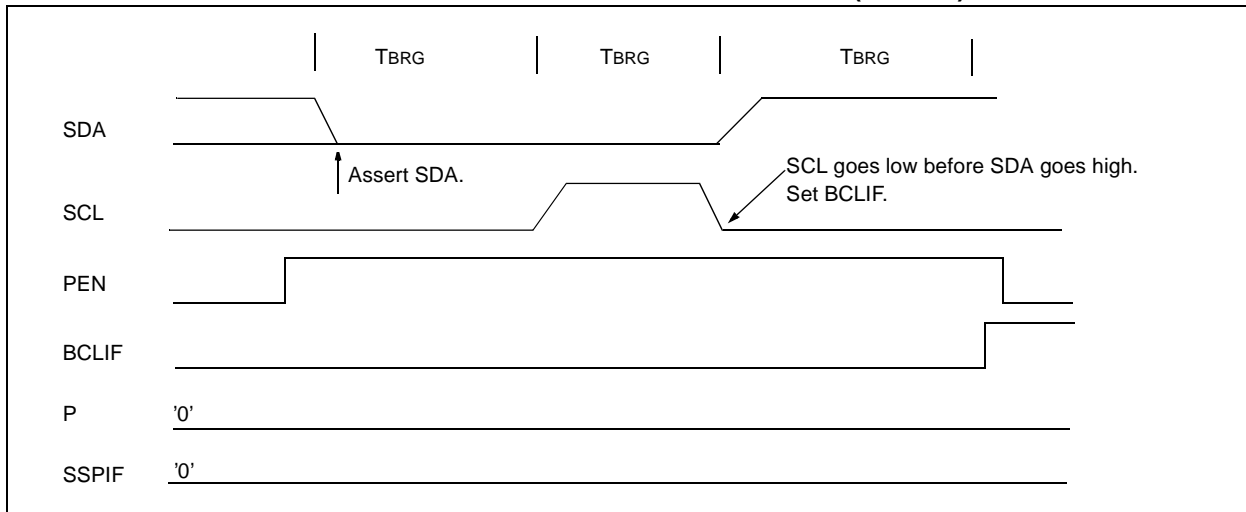 TBRG TBRG TBRG
SDA
Assert SDA.
SCL goes low before SDA goes high.
Set BCLIF.
SCL
PEN
BCLIF
P '0'
SSPIF '0'